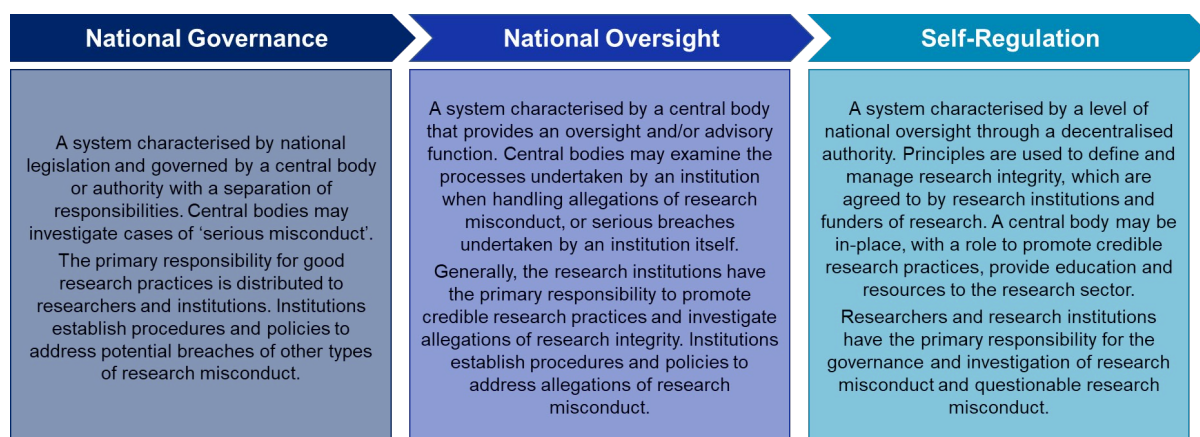 National Governance
National Oversight
Self-Regulation
A system characterised by national
legislation and governed by a central body
or authority with a separation of
responsibilities. Central bodies may
investigate cases of ‘serious misconduct’.
The primary responsibility for good
research practices is distributed to
researchers and institutions. Institutions
establish procedures and policies to
address potential breaches of other types
of research misconduct.
A system characterised by a central body
that provides an oversight and/or advisory
function. Central bodies may examine the
processes undertaken by an institution
when handling allegations of research
misconduct, or serious breaches
undertaken by an institution itself.
Generally, the research institutions have
the primary responsibility to promote
credible research practices and investigate
allegations of research integrity. Institutions
establish procedures and policies to
address allegations of research
misconduct.
A system characterised by a level of
national oversight through a decentralised
authority. Principles are used to define and
manage research integrity, which are
agreed to by research institutions and
funders of research. A central body may be
in-place, with a role to promote credible
research practices, provide education and
resources to the research sector.
Researchers and research institutions
have the primary responsibility for the
governance and investigation of research
misconduct and questionable research
misconduct.